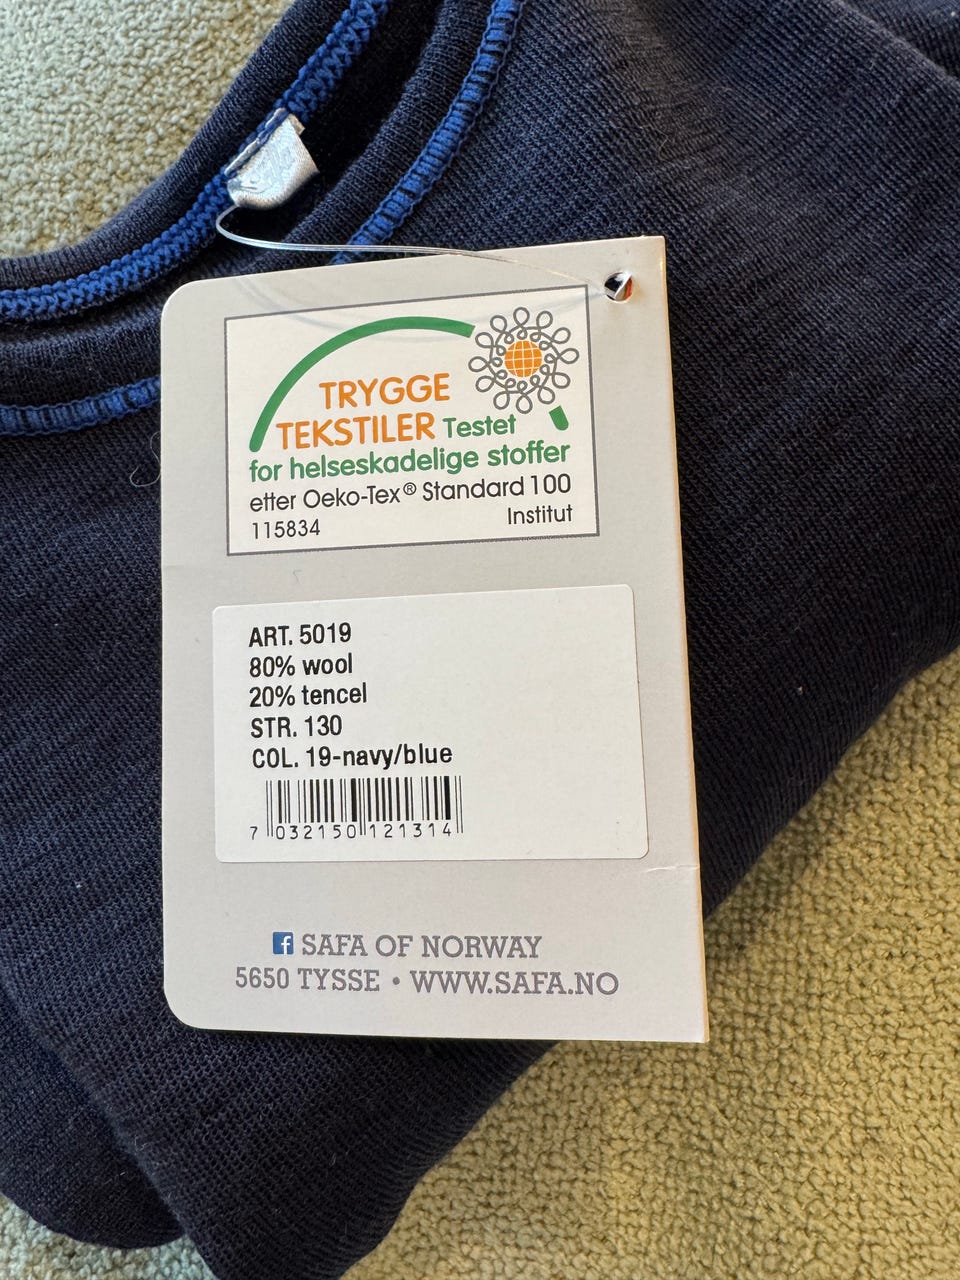 TRYGGE
TEKSTILER Testet
for helseskadelige stoffer
etter Oeko-Tex® Standard 100
115834 Institut
ART. 5019
80% wool
20% tencel
STR. 130
COL. 19-navy/blue
7 032150 121314
f SAFA OF NORWAY
5650 TYSSE • WWW.SAFA.NO